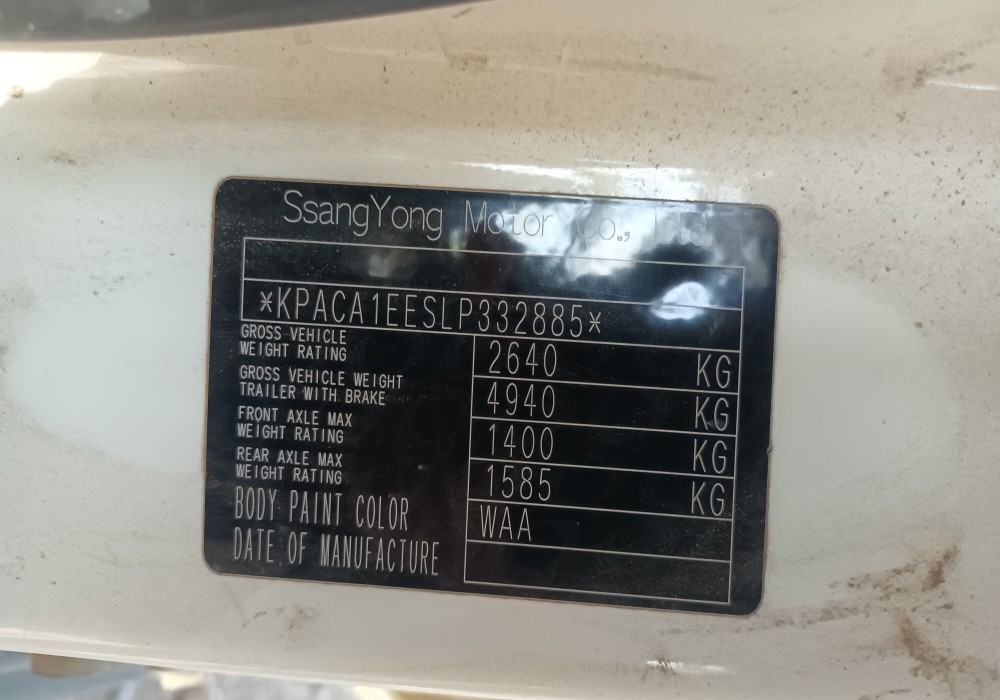 SsangYong Motor Co., Ltd.
*KPACA1EESLP332885*
GROSS VEHICLE
WEIGHT RATING
2640 KG
GROSS VEHICLE WEIGHT
TRAILER WITH BRAKE
4940 KG
FRONT AXLE MAX
WEIGHT RATING
1400 KG
REAR AXLE MAX
WEIGHT RATING
1585 KG
BODY PAINT COLOR WAA
DATE OF MANUFACTURE